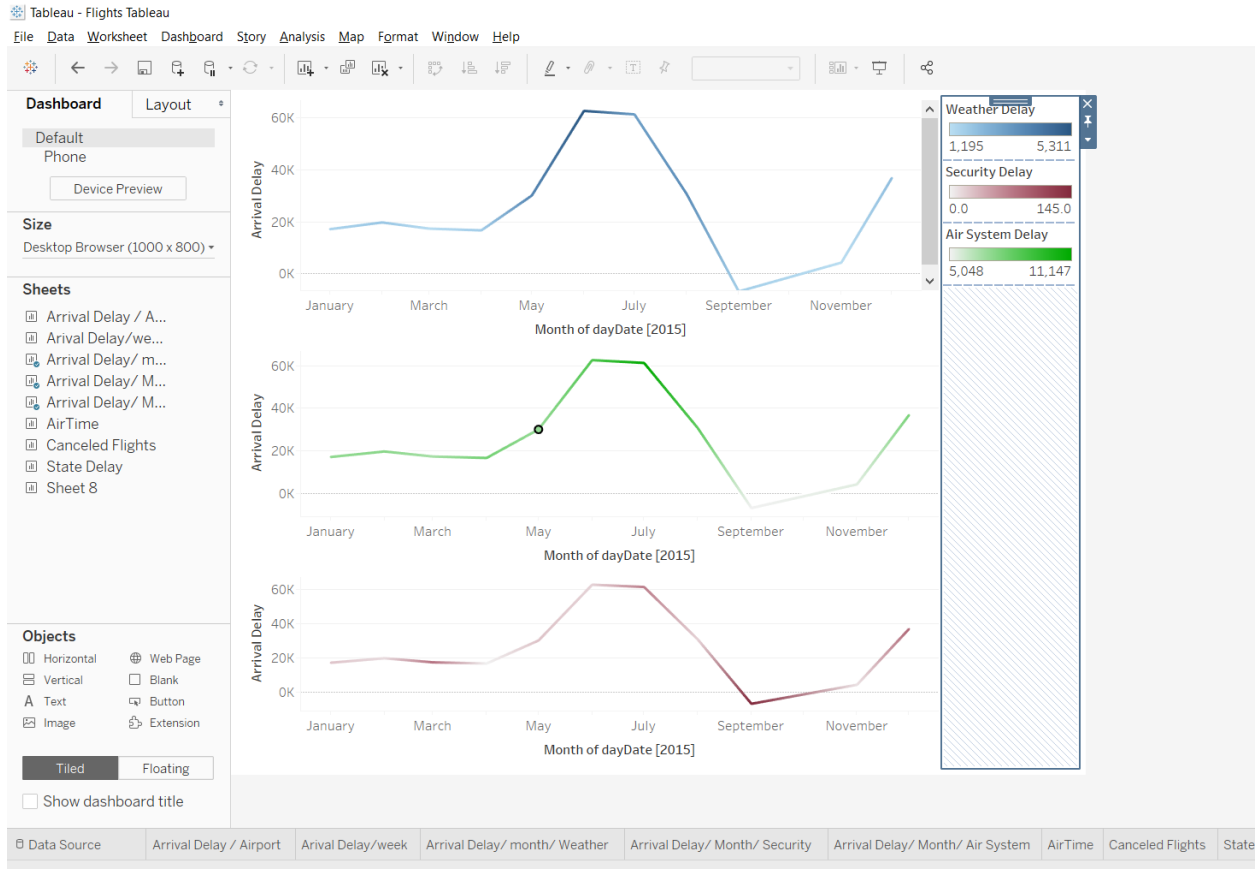 Tableau - Flights Tableau
File Data Worksheet Dashboard Story Analysis Map Format Window Help
Dashboard Layout
Default
Phone
Device Preview
Size
Desktop Browser (1000 x 800)
Sheets
Arrival Delay / A...
Arival Delay/we...
Arrival Delay/ m...
Arrival Delay/ M...
Arrival Delay/ M...
AirTime
Canceled Flights
State Delay
Sheet 8
Objects
Horizontal Web Page
Vertical Blank
A Text Button
Image Extension
Tiled Floating
Show dashboard title
60K
40K
20K
0K
Arrival Delay
January March May July September November
Month of dayDate [2015]
60K
40K
20K
0K
Arrival Delay
January March May July September November
Month of dayDate [2015]
60K
40K
20K
0K
Arrival Delay
January March May July September November
Month of dayDate [2015]
Weather Delay
1,195 5,311
Security Delay
0.0 145.0
Air System Delay
5,048 11,147
Data Source Arrival Delay / Airport Arival Delay/week Arrival Delay/ month/ Weather Arrival Delay/ Month/ Security Arrival Delay/ Month/ Air System AirTime Canceled Flights State